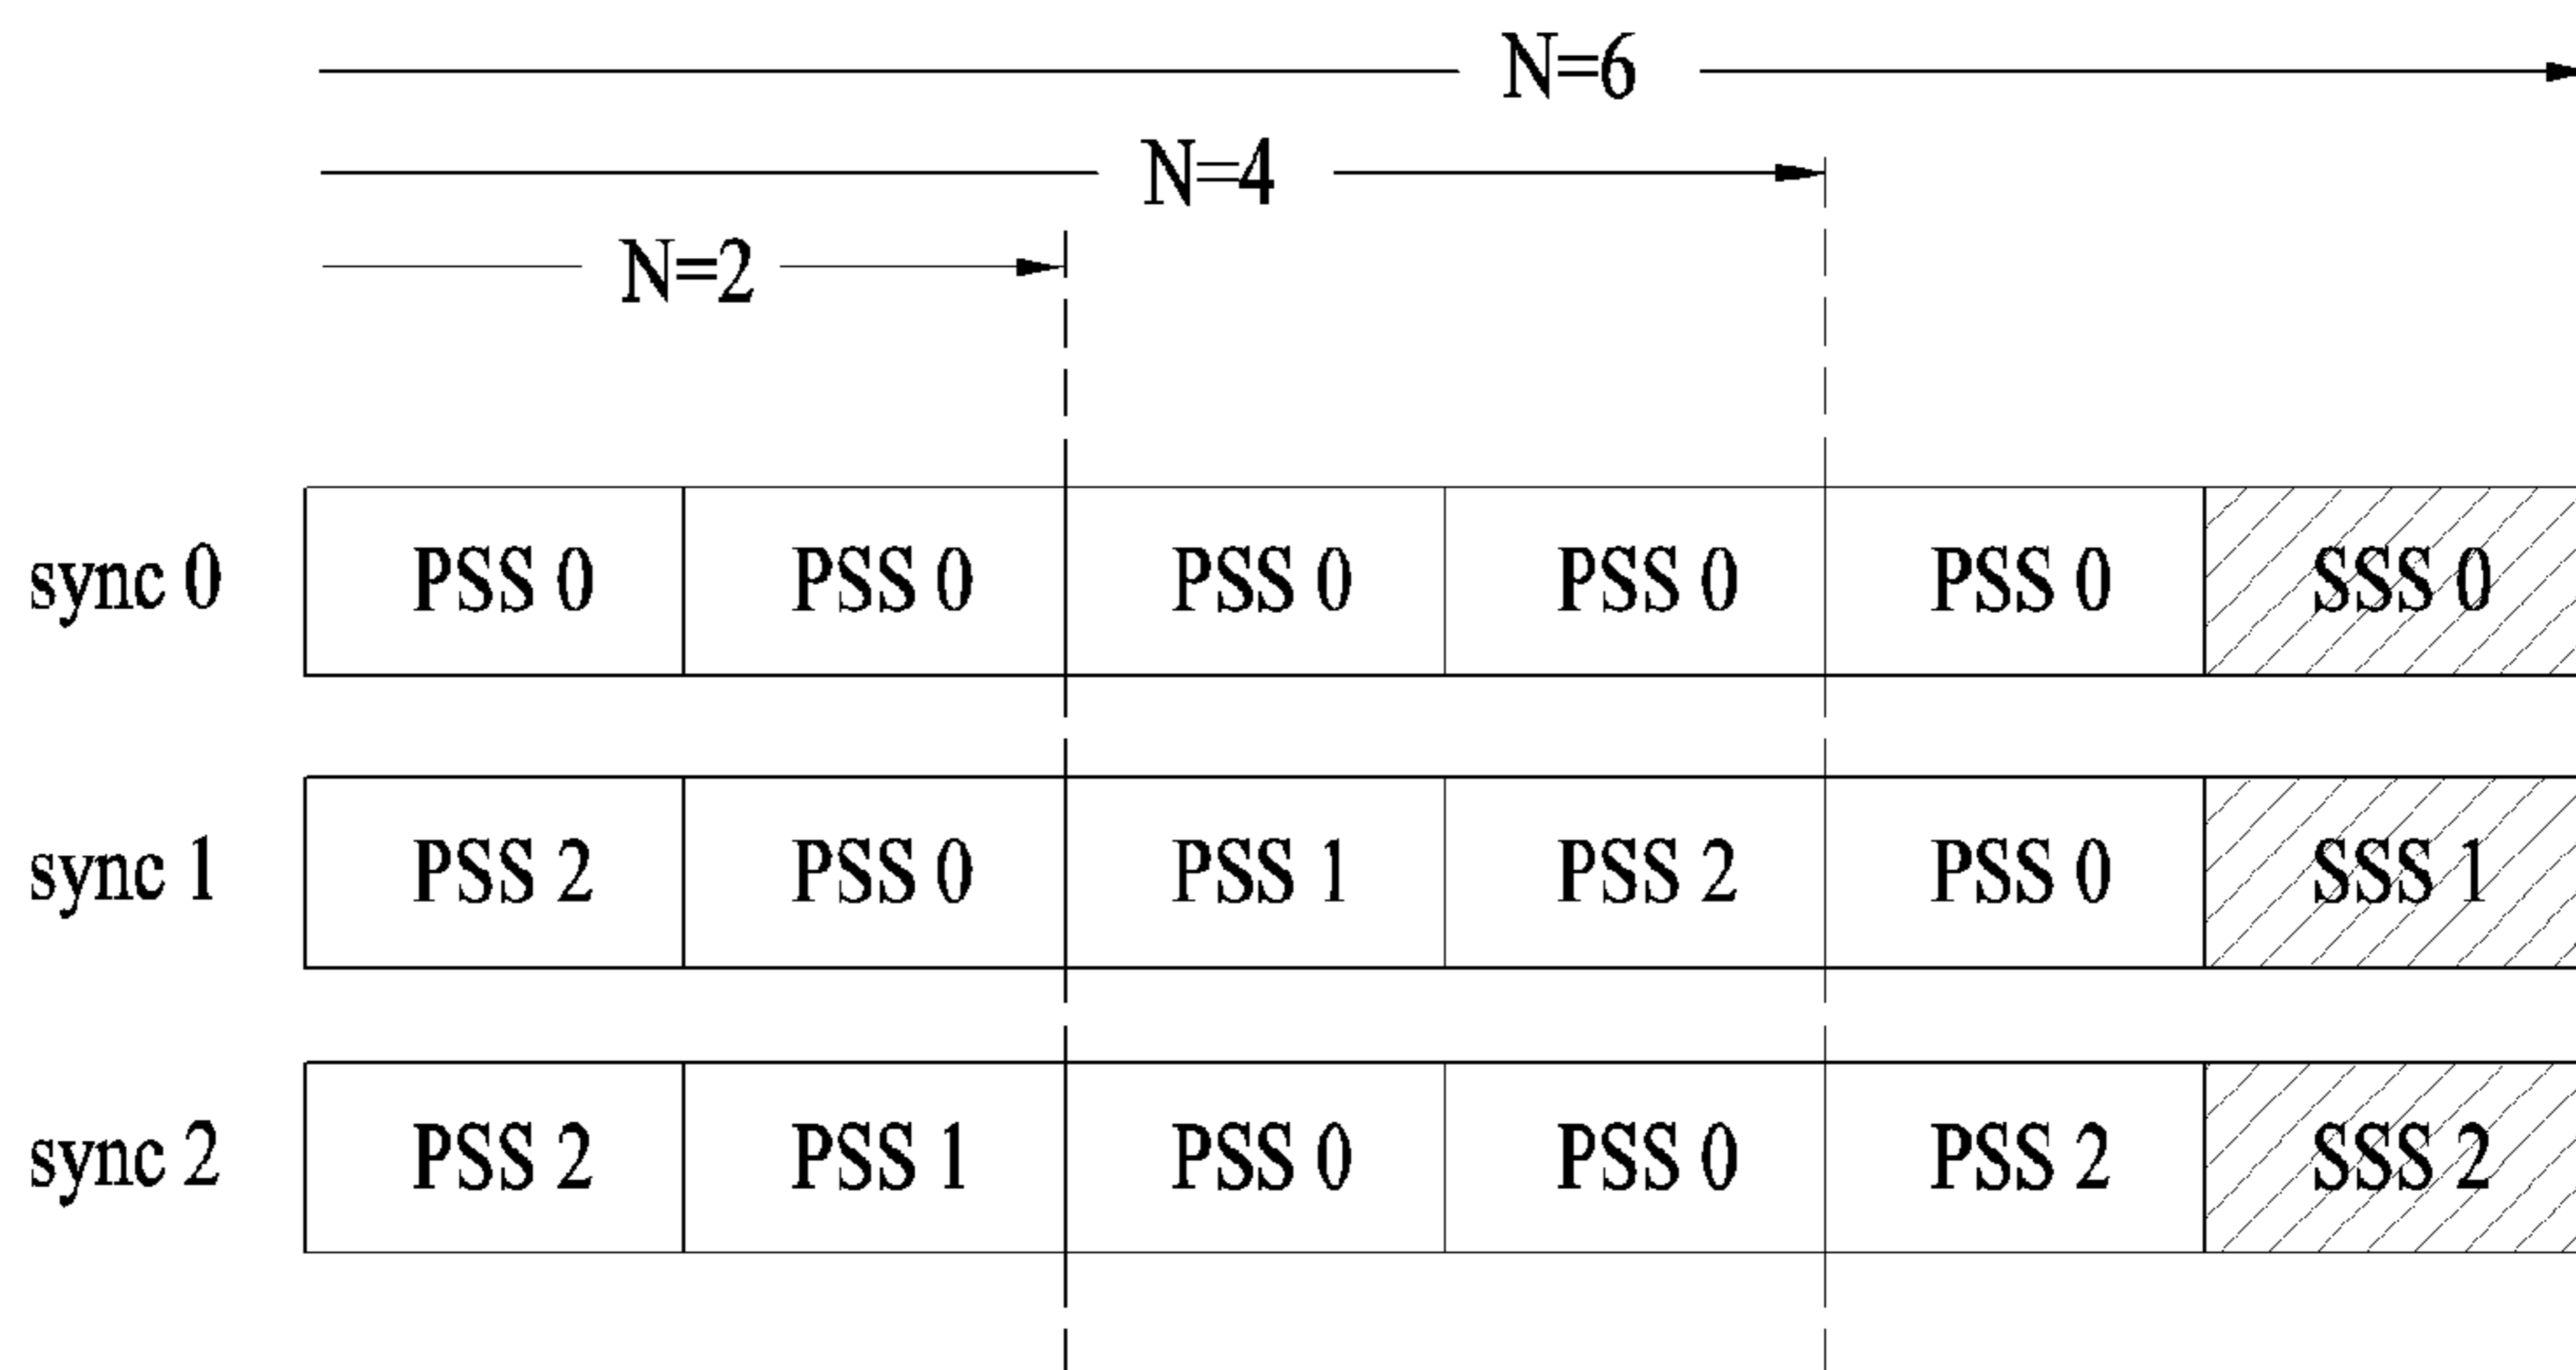 N=6
N=4
N=2
sync 0 PSS 0 PSS 0 PSS 0 PSS 0 PSS 0 SSS 0
sync 1 PSS 2 PSS 0 PSS 1 PSS 2 PSS 0 SSS 1
sync 2 PSS 2 PSS 1 PSS 0 PSS 0 PSS 2 SSS 2